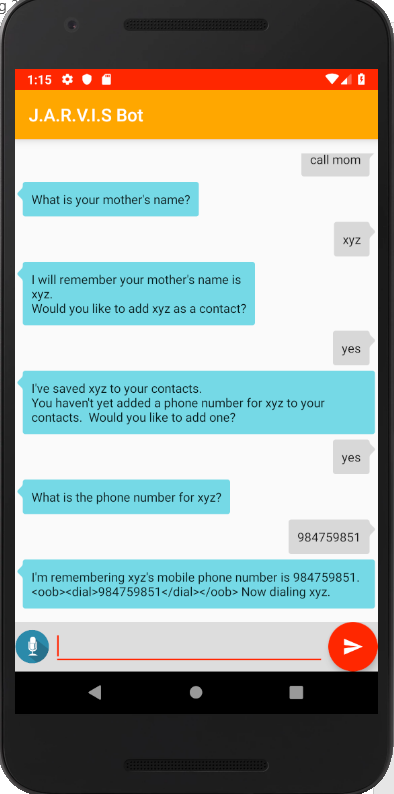 1:15
J.A.R.V.I.S Bot
call mom
What is your mother's name?
xyz
I will remember your mother's name is
xyz.
Would you like to add xyz as a contact?
yes
I've saved xyz to your contacts.
You haven't yet added a phone number for xyz to your
contacts.  Would you like to add one?
yes
What is the phone number for xyz?
984759851
I'm remembering xyz's mobile phone number is 984759851.
<oob><dial>984759851</dial></oob> Now dialing xyz.